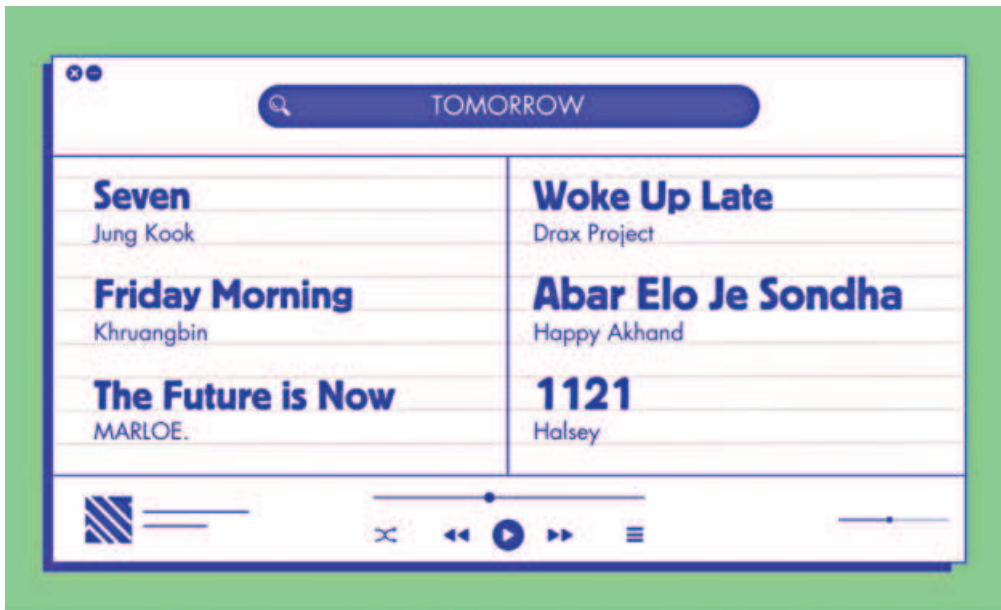 TOMORROW
Seven
Jung Kook
Friday Morning
Khruangbin
The Future is Now
MARLOE.
Woke Up Late
Drax Project
Abar Elo Je Sondha
Happy Akhand
1121
Halsey